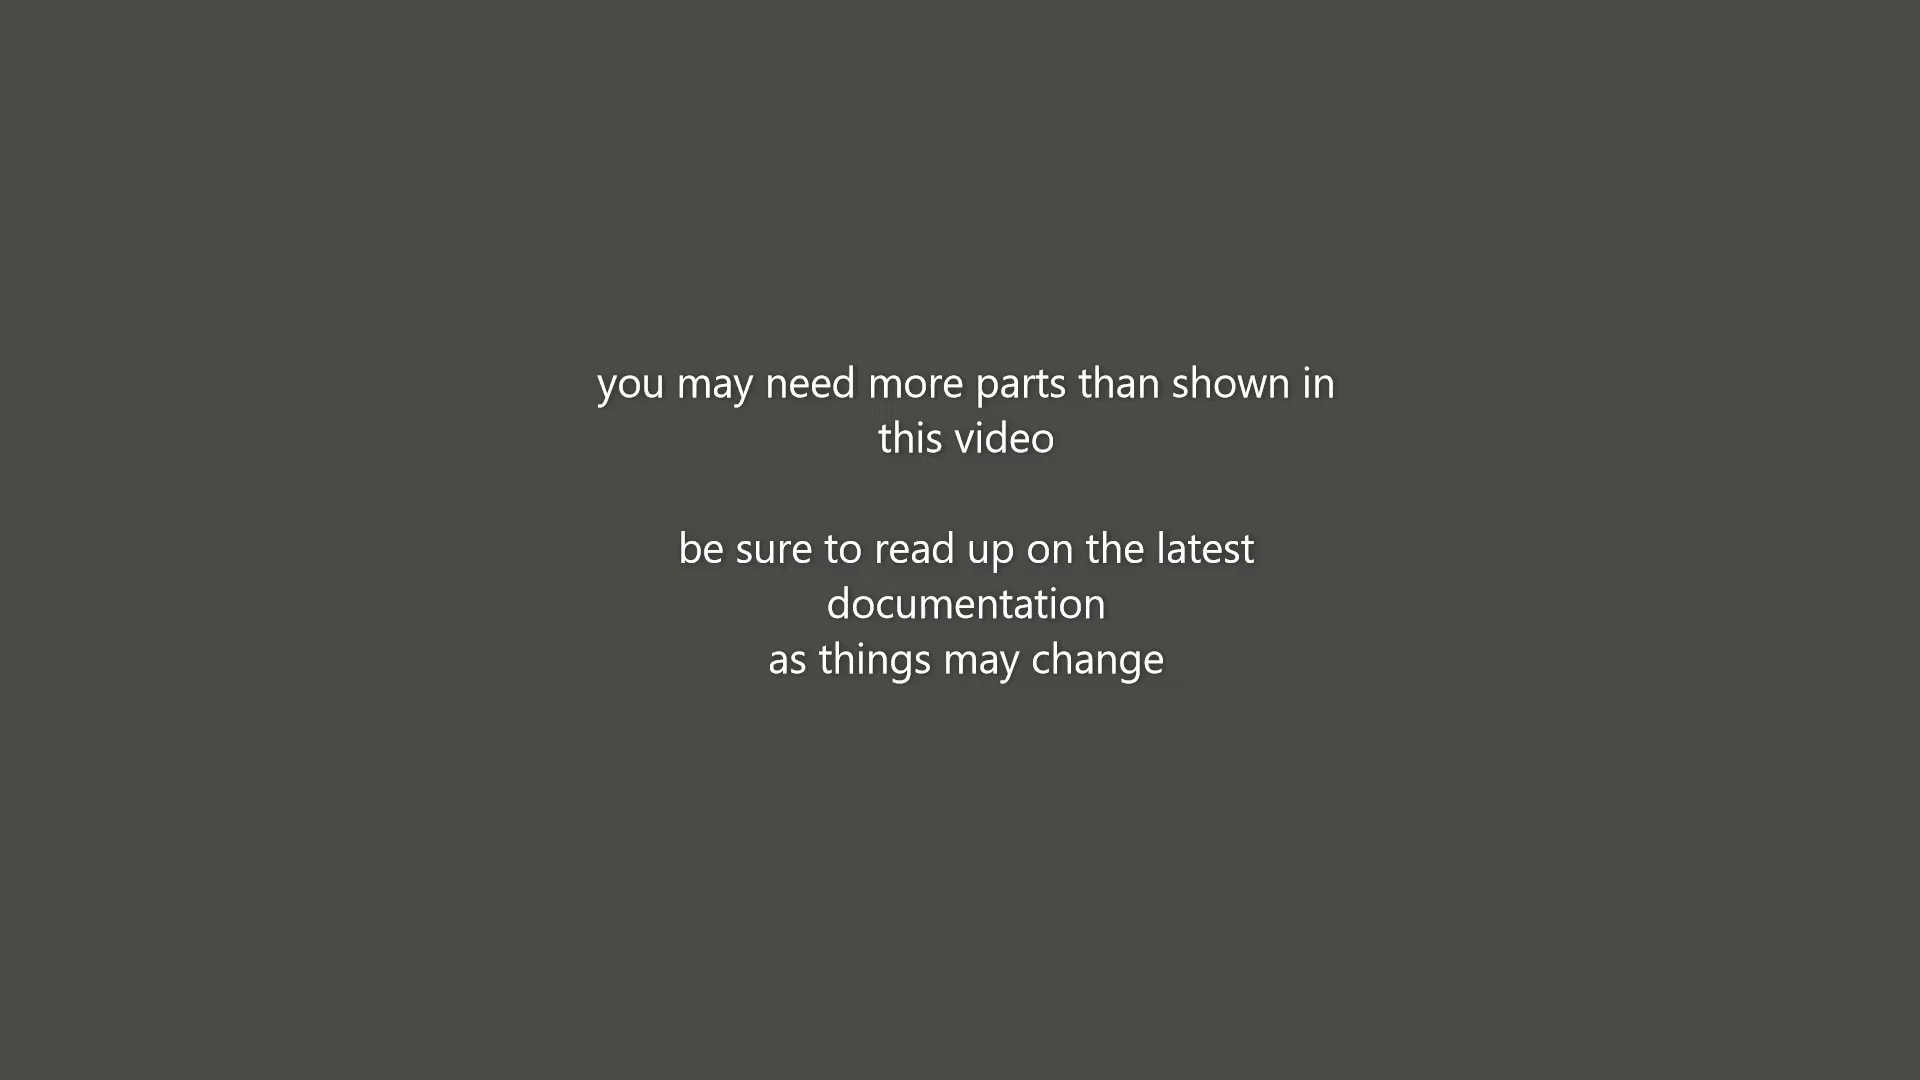 you may need more parts than shown in
this video
be sure to read up on the latest
documentation
as things may change